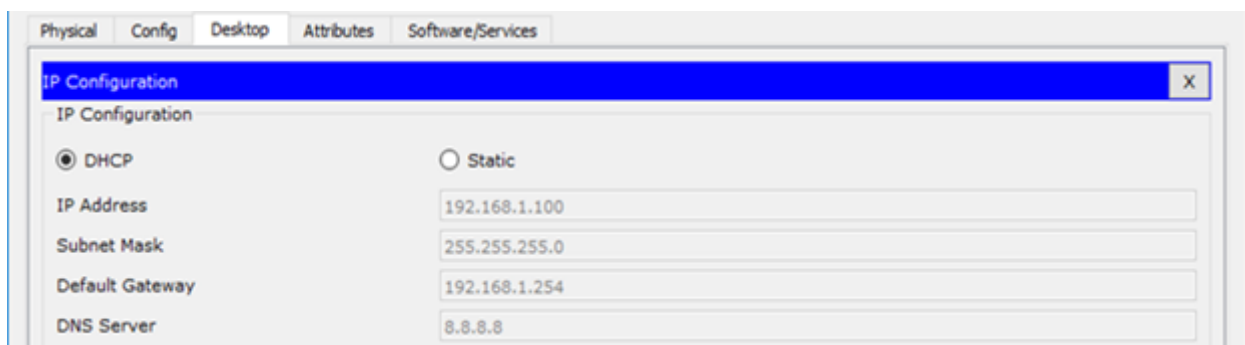 Physical Config Desktop Attributes Software/Services
IP Configuration X
IP Configuration
DHCP Static
IP Address 192.168.1.100
Subnet Mask 255.255.255.0
Default Gateway 192.168.1.254
DNS Server 8.8.8.8